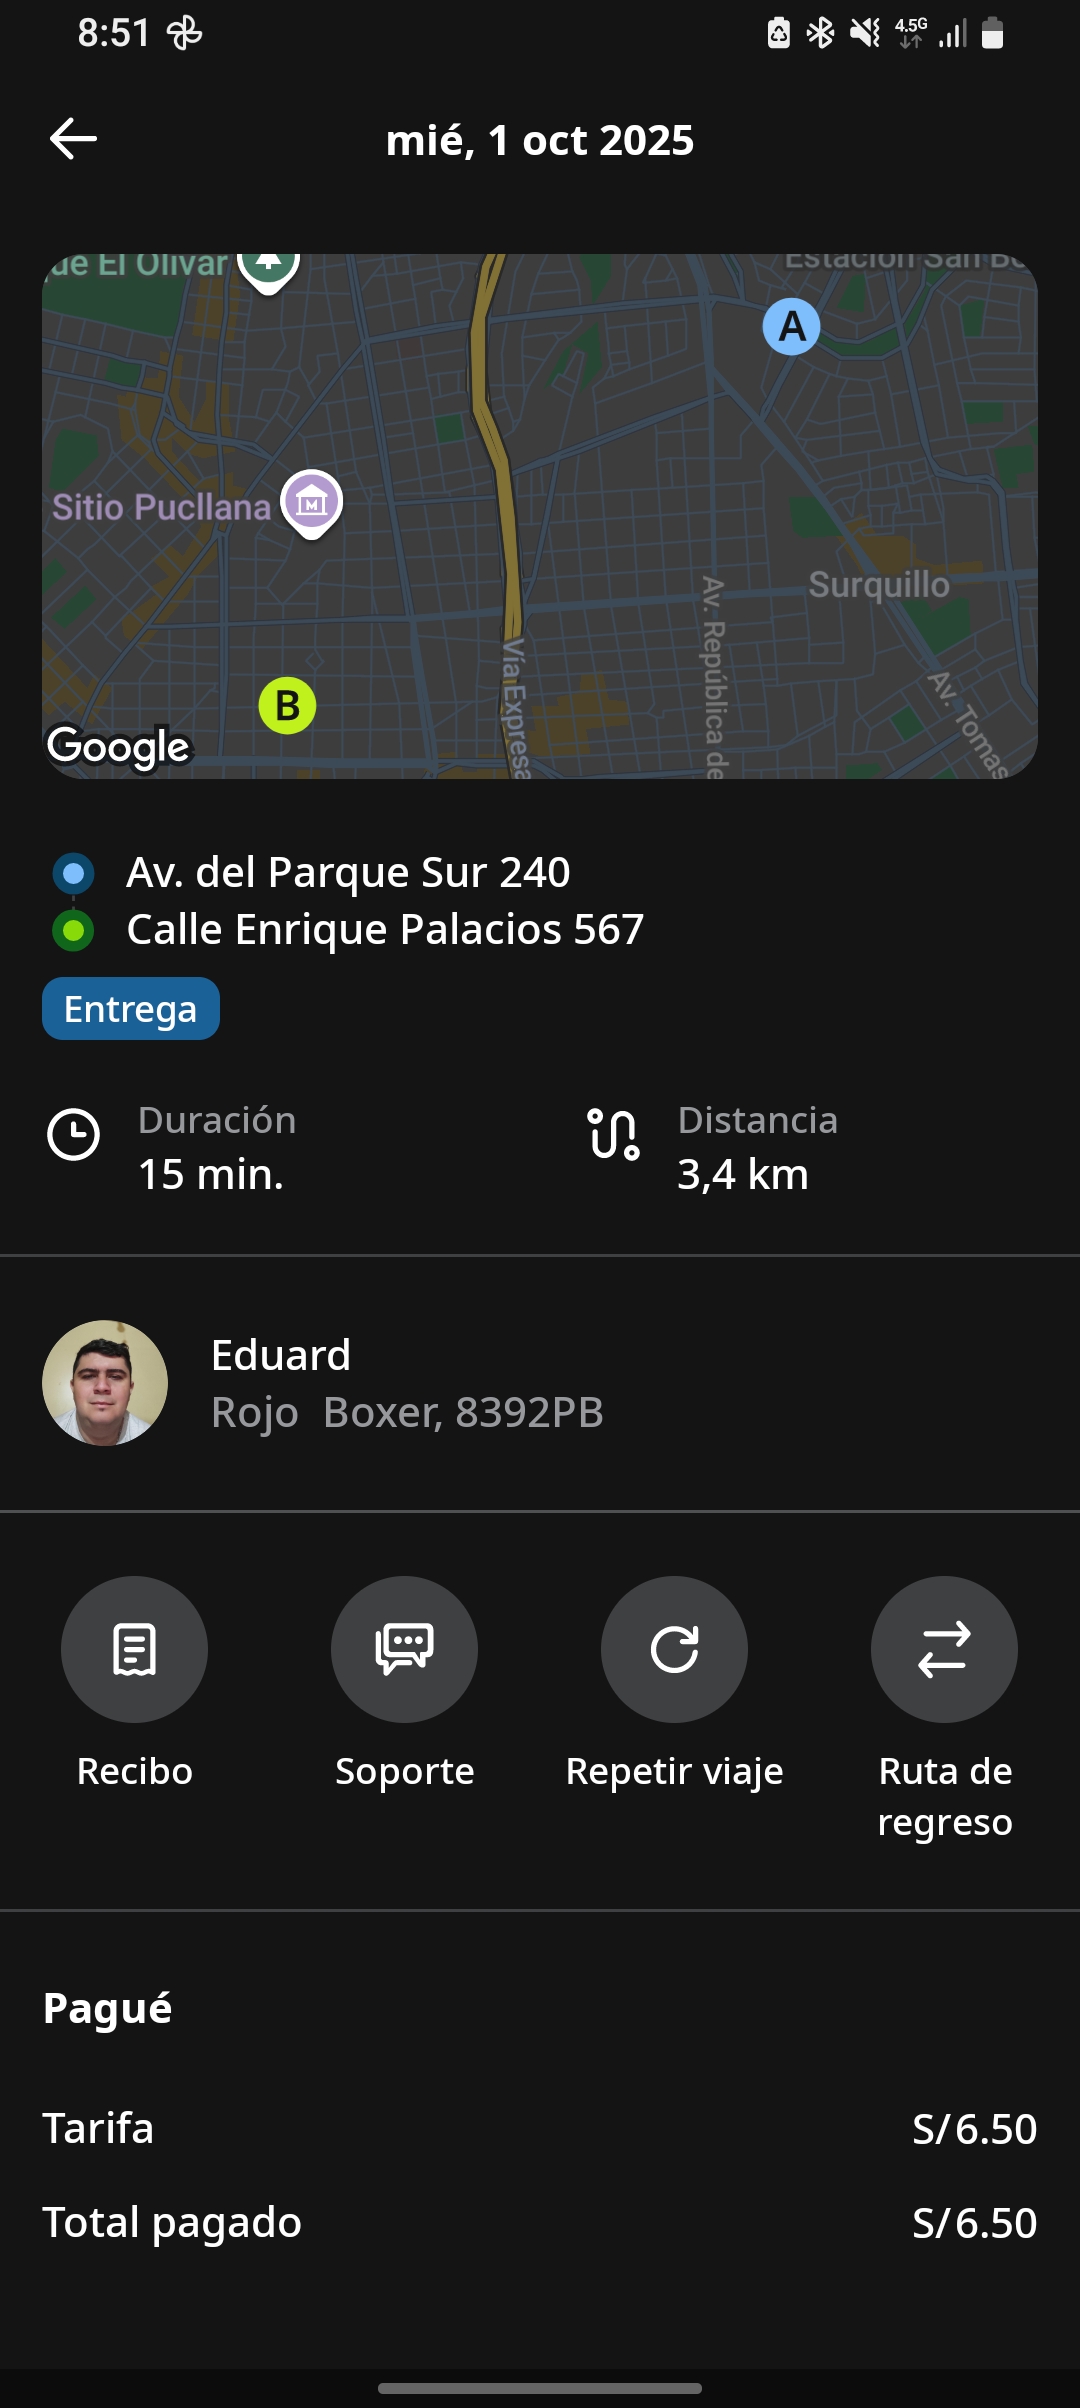 8:51
4.5G
mié, 1 oct 2025
ue El Olivar
Estación San Bo
A
Sitio Pucllana
M
Surquillo
Av. República de
Vía Expresa
Av. Tomas
B
Google
Av. del Parque Sur 240
Calle Enrique Palacios 567
Entrega
Duración
15 min.
Distancia
3,4 km
Eduard
Rojo  Boxer, 8392PB
Recibo
Soporte
Repetir viaje
Ruta de
regreso
Pagué
Tarifa
S/6.50
Total pagado
S/6.50